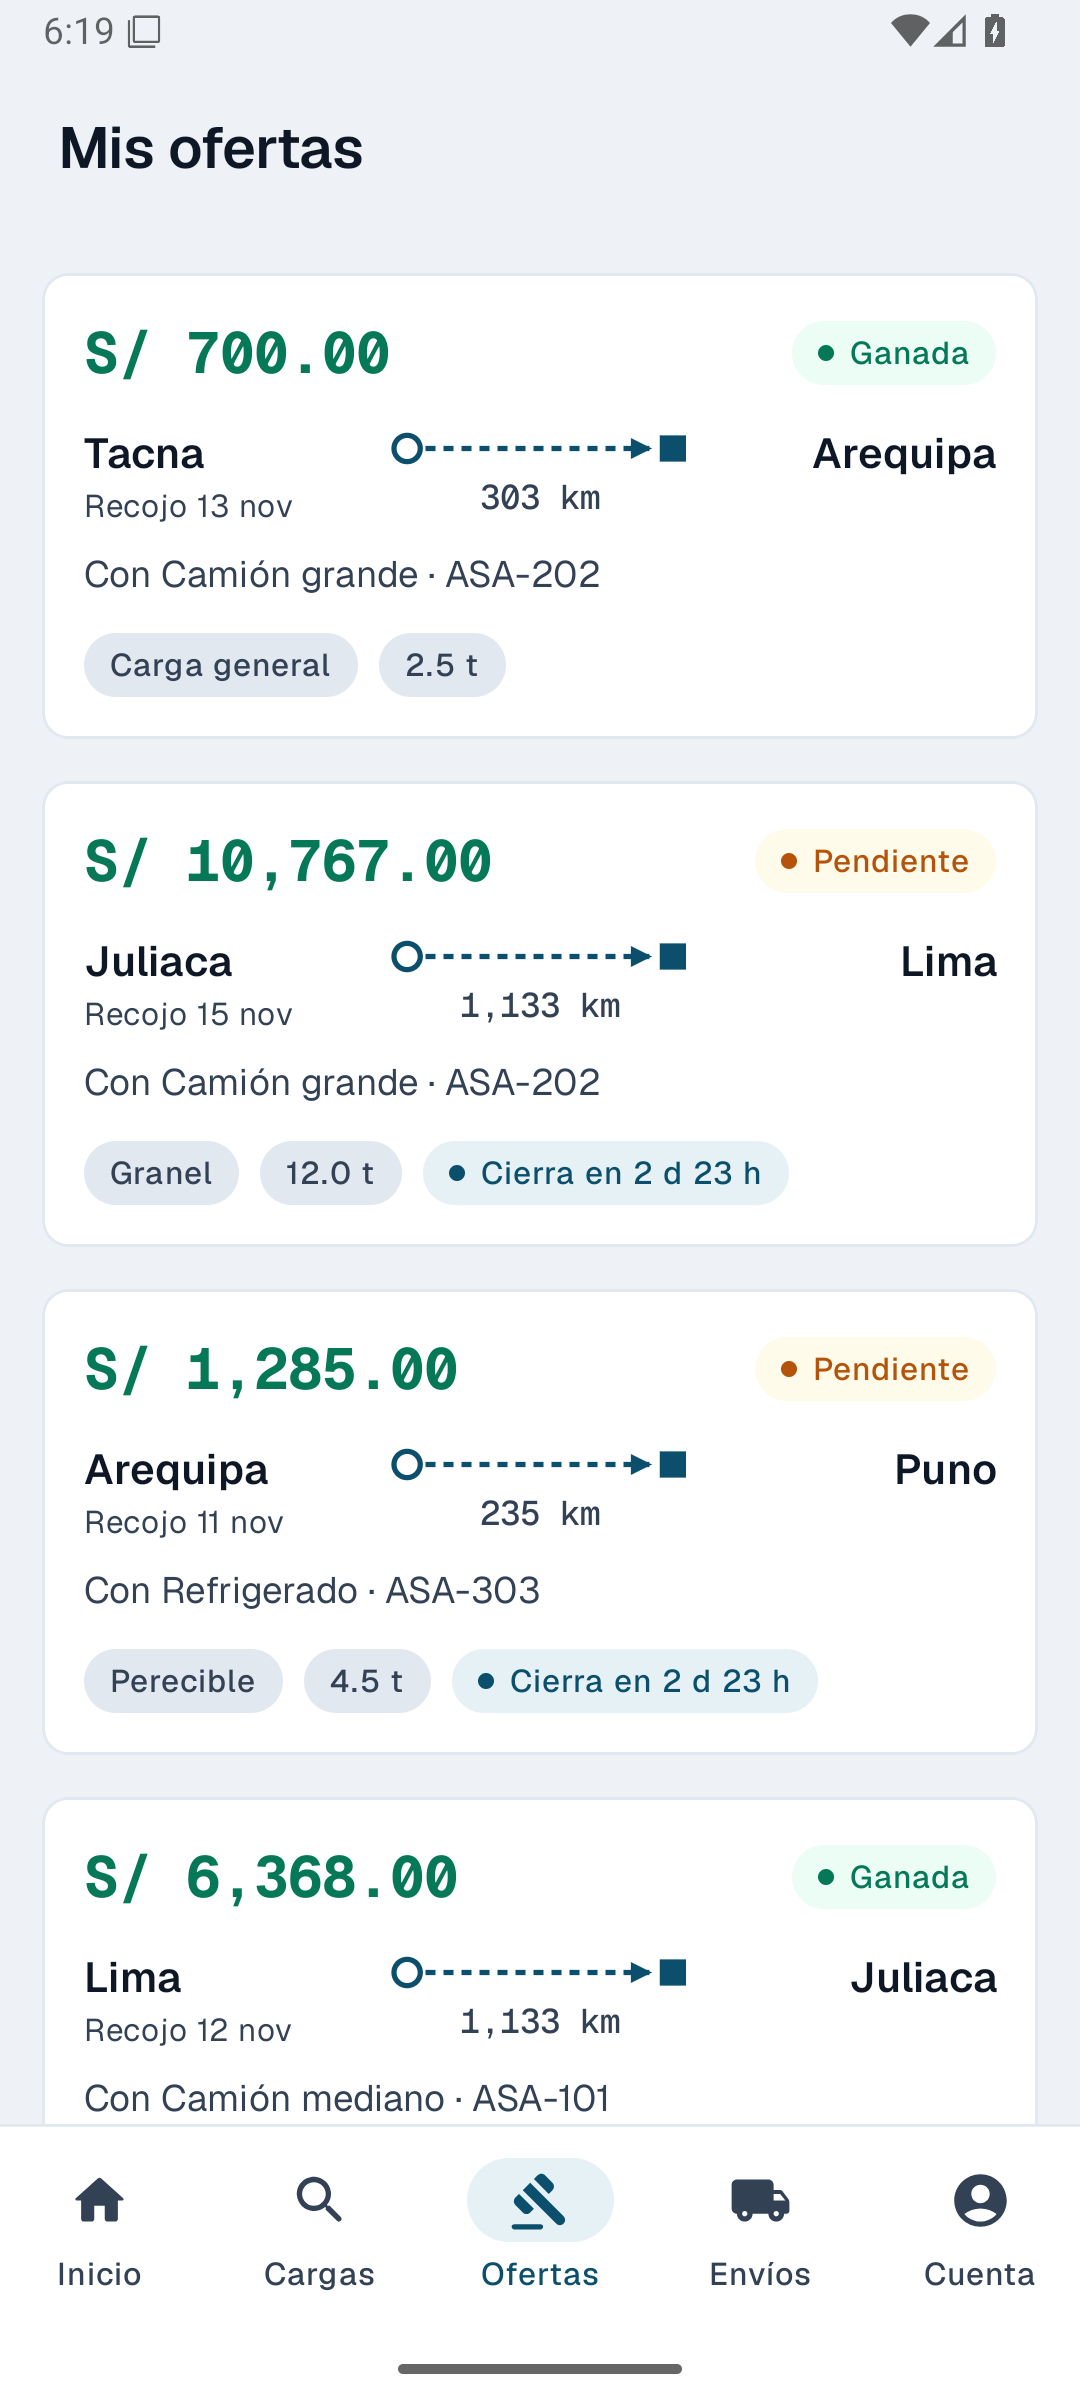 6:19
Mis ofertas
S/ 700.00
Ganada
Tacna
Arequipa
303 km
Recojo 13 nov
Con Camión grande · ASA-202
Carga general
2.5 t
S/ 10,767.00
Pendiente
Juliaca
Lima
1,133 km
Recojo 15 nov
Con Camión grande · ASA-202
Granel
12.0 t
Cierra en 2 d 23 h
S/ 1,285.00
Pendiente
Arequipa
Puno
235 km
Recojo 11 nov
Con Refrigerado · ASA-303
Perecible
4.5 t
Cierra en 2 d 23 h
S/ 6,368.00
Ganada
Lima
Juliaca
1,133 km
Recojo 12 nov
Con Camión mediano · ASA-101
Inicio
Cargas
Ofertas
Envíos
Cuenta